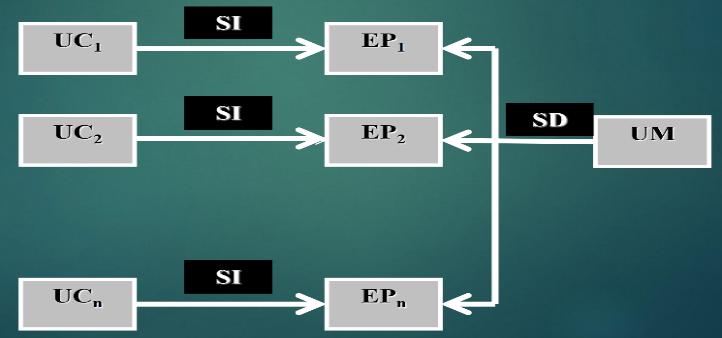 SI
UC₁
EP₁
SI
UC₂
EP₂
SD
UM
SI
UCₙ
EPₙ